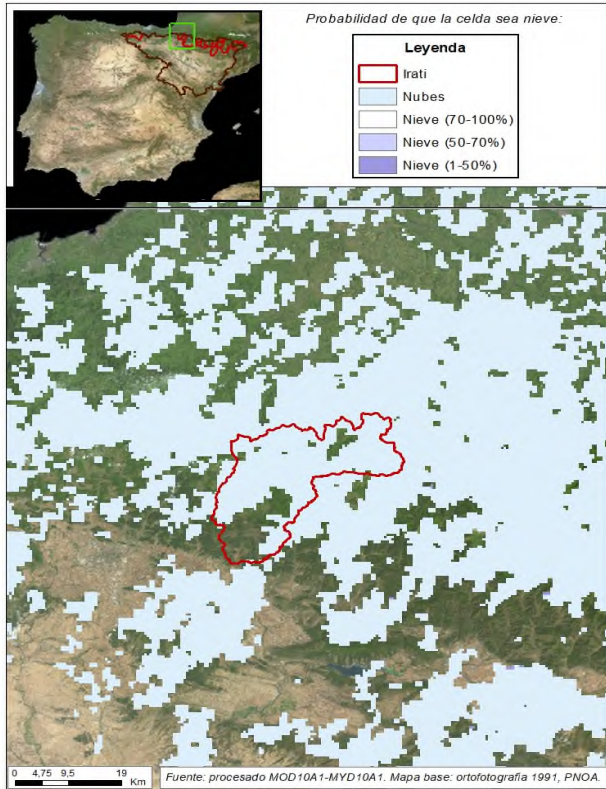 Probabilidad de que la celda sea nieve:
Leyenda
Irati
Nubes
Nieve (70-100%)
Nieve (50-70%)
Nieve (1-50%)
0 4,75 9,5 19
Km
Fuente: procesado MOD10A1-MYD10A1. Mapa base: ortofotografía 1991, PNOA.